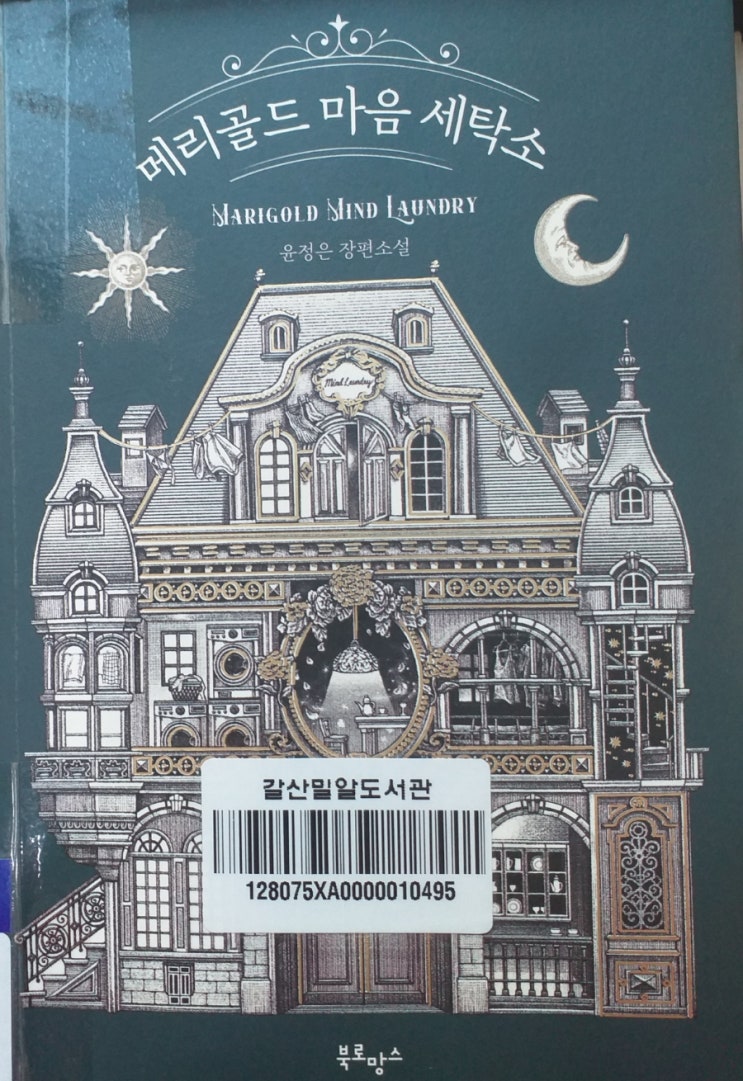 메리골드 마음 세탁소
MARIGOLD MIND LAUNDRY
윤정은 장편소설
Mind Laundry
갈산밀알도서관
128075XA0000010495
북로망스